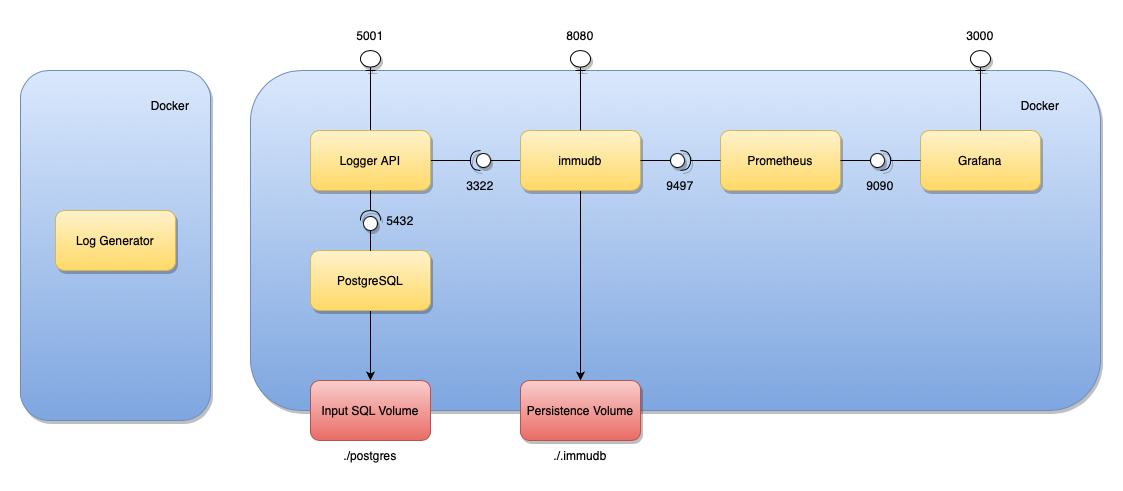 5001
8080
3000
Docker
Docker
Logger API
immudb
Prometheus
Grafana
3322
9497
9090
5432
Log Generator
PostgreSQL
Input SQL Volume
Persistence Volume
./postgres
./.immudb